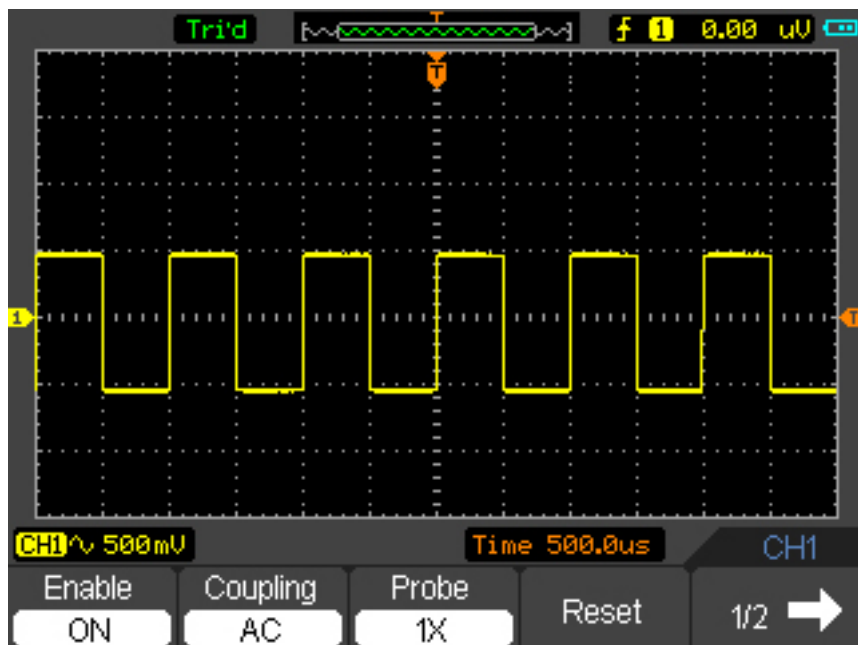 Tri'd T 1 0.00 uV
T
1 T
CH1 500mV Time 500.0us CH1
Enable Coupling Probe Reset 1/2
ON AC 1X